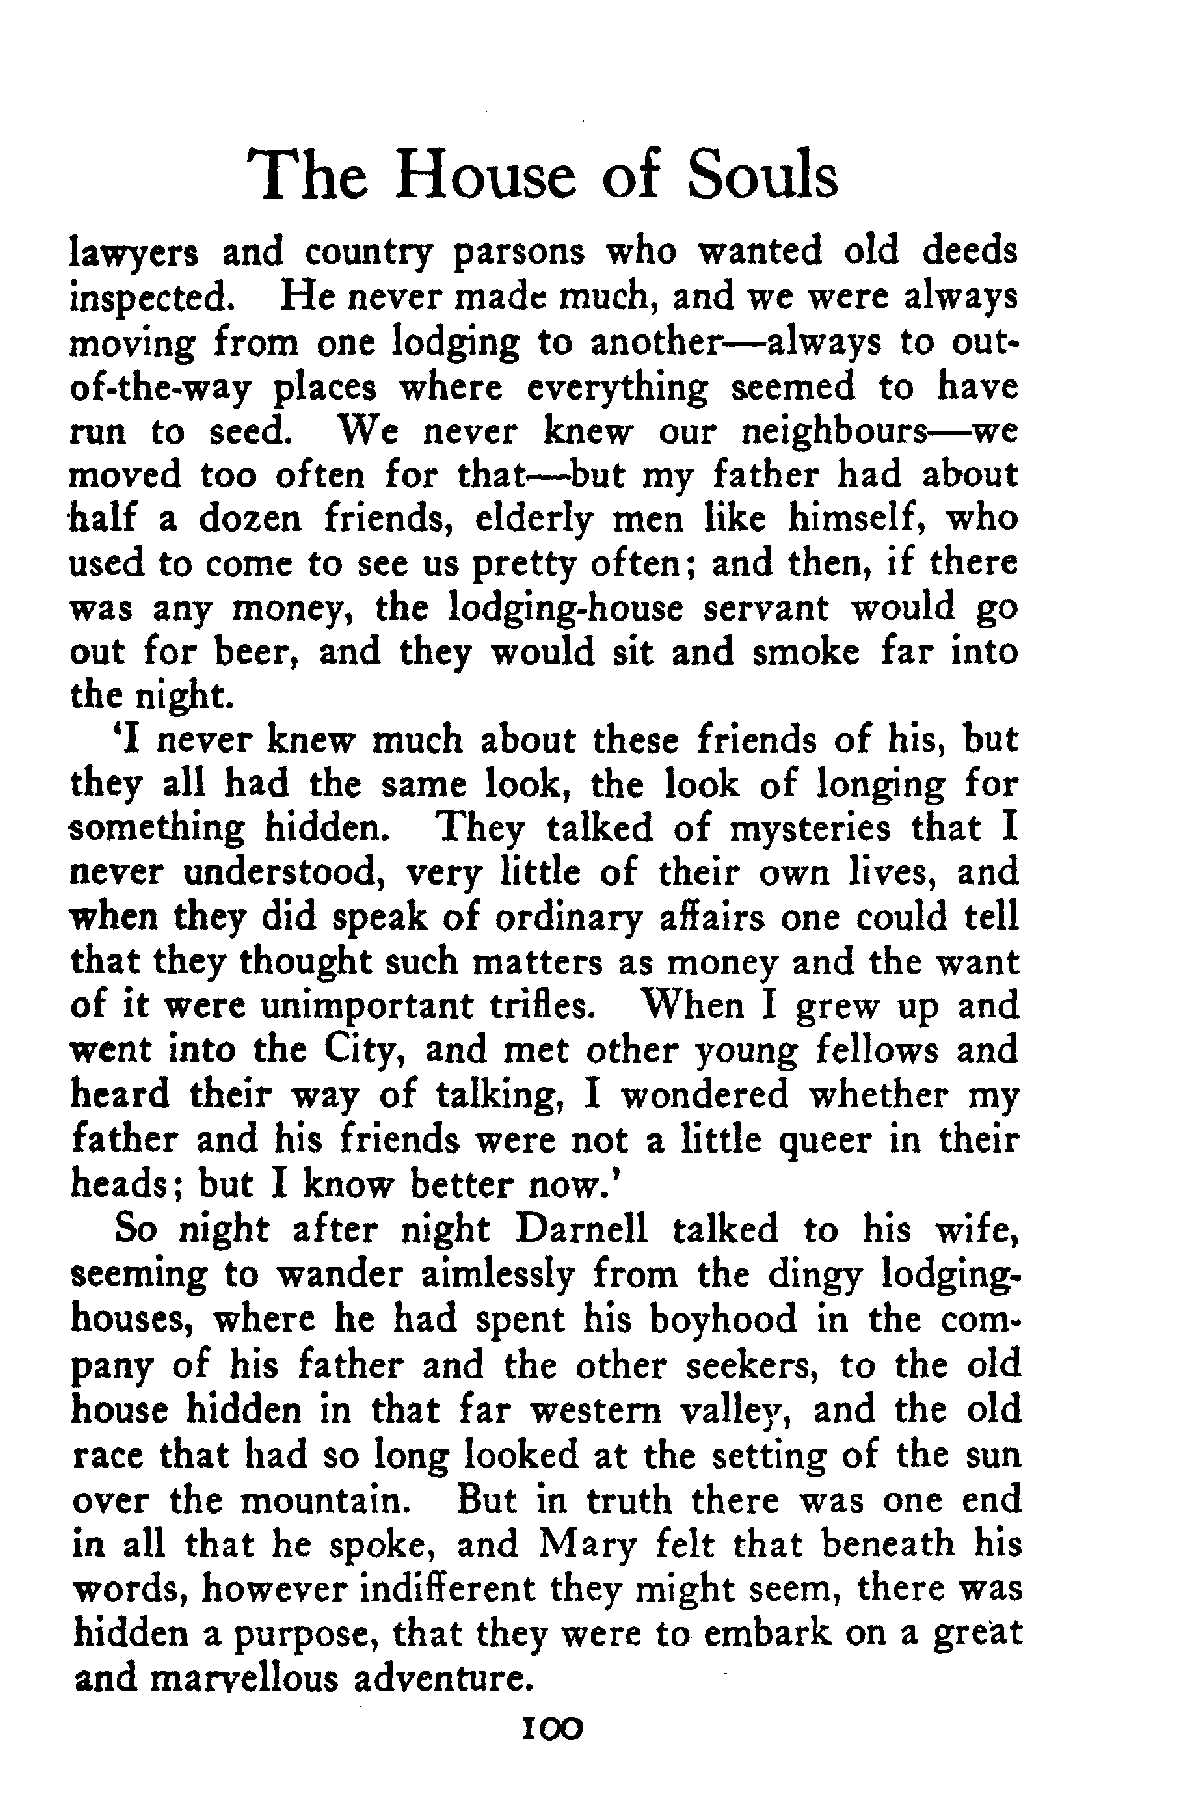 The House of Souls
lawyers and country parsons who wanted old deeds
inspected. He never made much, and we were always
moving from one lodging to another—always to out-
of-the-way places where everything seemed to have
run to seed. We never knew our neighbours—we
moved too often for that—but my father had about
half a dozen friends, elderly men like himself, who
used to come to see us pretty often; and then, if there
was any money, the lodging-house servant would go
out for beer, and they would sit and smoke far into
the night.
'I never knew much about these friends of his, but
they all had the same look, the look of longing for
something hidden. They talked of mysteries that I
never understood, very little of their own lives, and
when they did speak of ordinary affairs one could tell
that they thought such matters as money and the want
of it were unimportant trifles. When I grew up and
went into the City, and met other young fellows and
heard their way of talking, I wondered whether my
father and his friends were not a little queer in their
heads; but I know better now.'
So night after night Darnell talked to his wife,
seeming to wander aimlessly from the dingy lodging-
houses, where he had spent his boyhood in the com-
pany of his father and the other seekers, to the old
house hidden in that far western valley, and the old
race that had so long looked at the setting of the sun
over the mountain. But in truth there was one end
in all that he spoke, and Mary felt that beneath his
words, however indifferent they might seem, there was
hidden a purpose, that they were to embark on a great
and marvellous adventure.
100